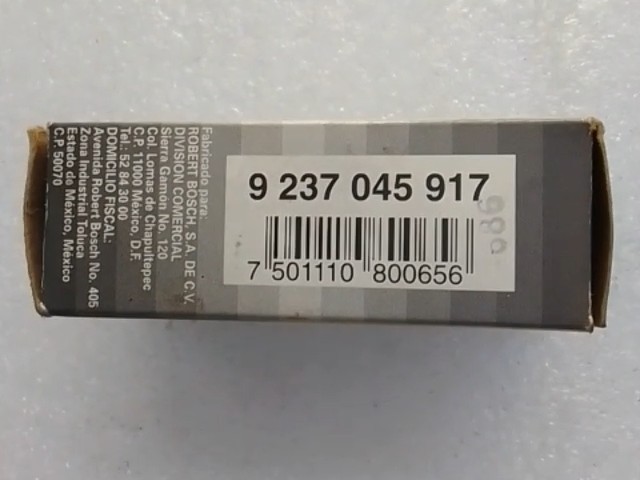 Fabricado para:
ROBERT BOSCH, S.A. DE C.V.
DIVISION COMERCIAL
Sierra Gamón No. 120
Col. Lomas de Chapultepec
C.P. 11000 México, D.F.
Tel.: 52 84 30 00
DOMICILIO FISCAL:
Avenida Robert Bosch No. 405
Zona Industrial Toluca
Estado de México, México
C.P. 50070
9 237 045 917
7 501110 800656
986